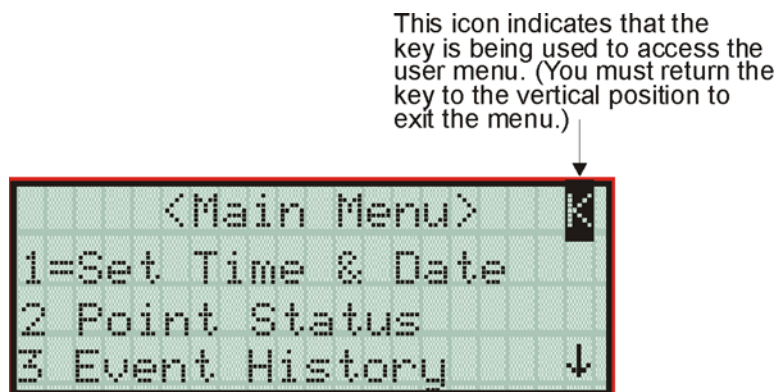 This icon indicates that the
key is being used to access the
user menu. (You must return the
key to the vertical position to
exit the menu.)
<Main Menu> K
1=Set Time & Date
2 Point Status
3 Event History ↓